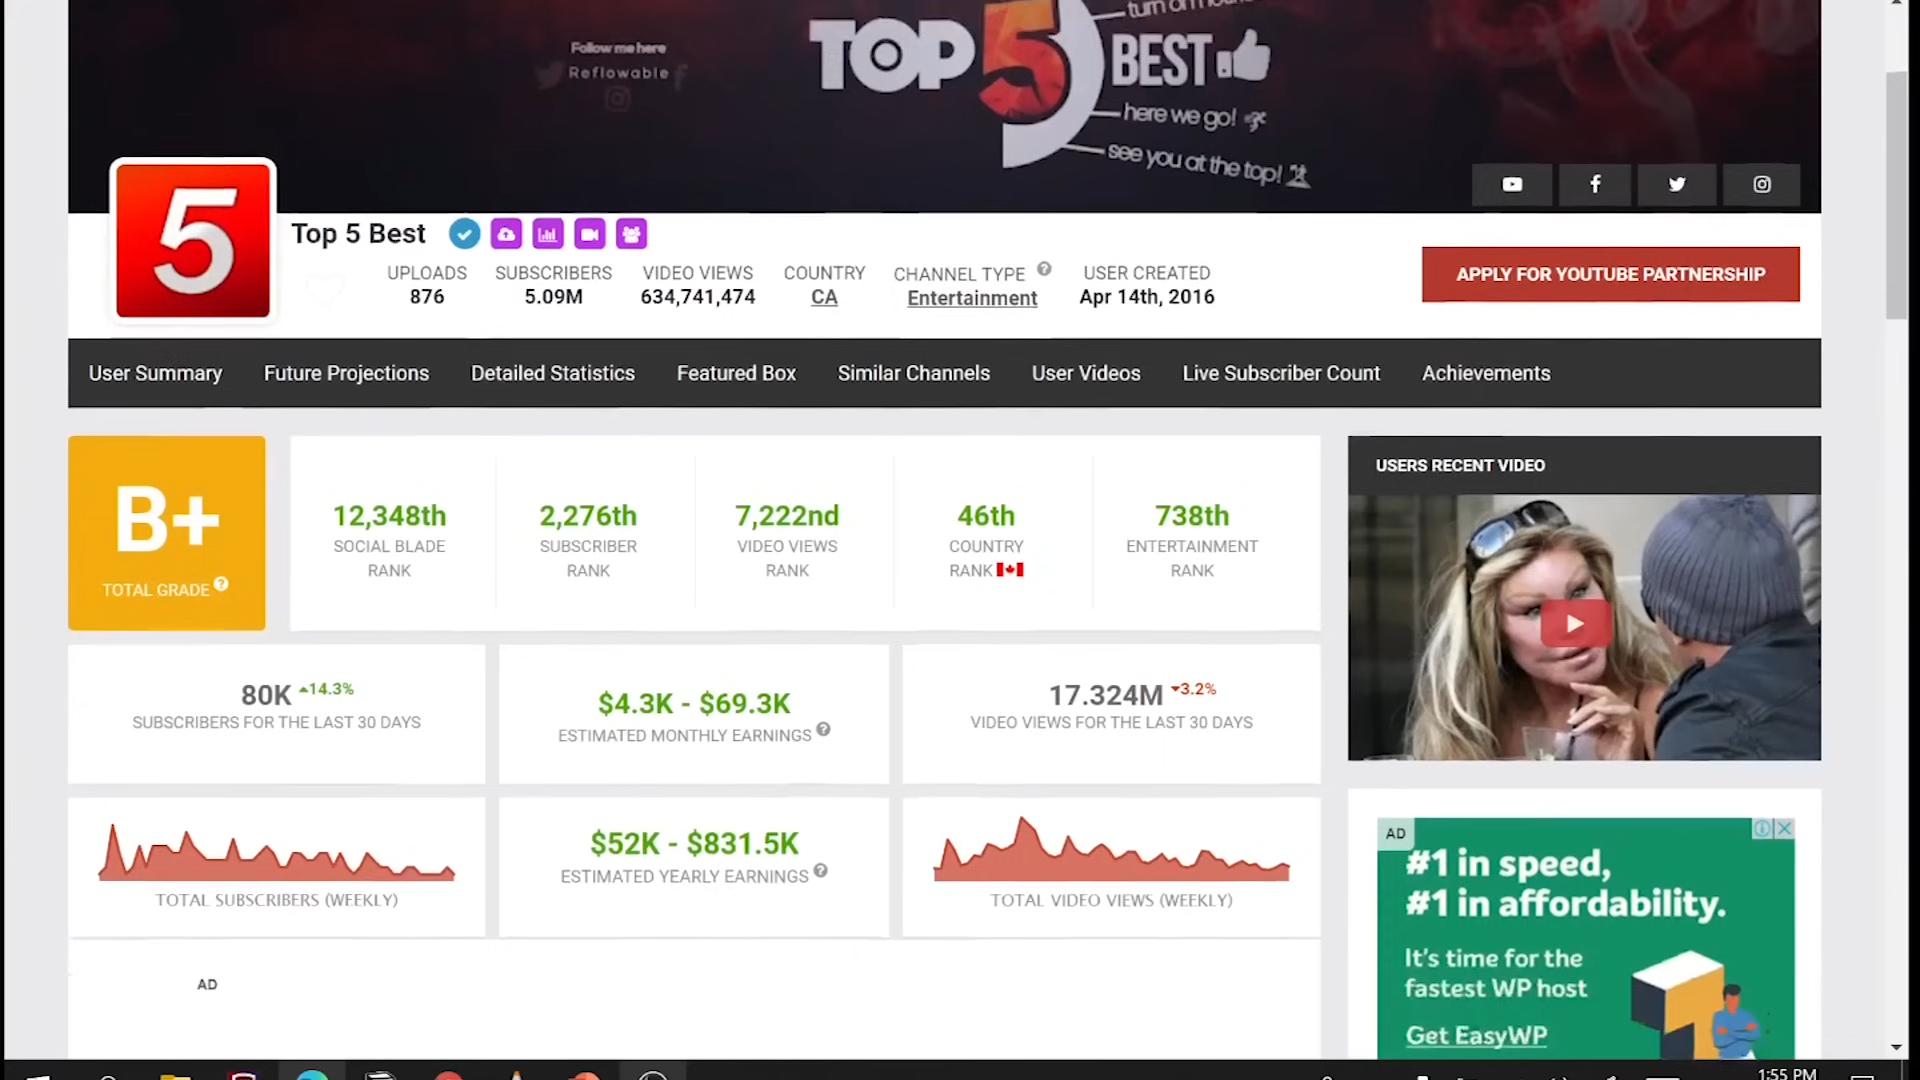 Follow me here
Reflowable
TOP 5 BEST
here we go!
see you at the top!
5
Top 5 Best
UPLOADS
876
SUBSCRIBERS
5.09M
VIDEO VIEWS
634,741,474
COUNTRY
CA
CHANNEL TYPE
Entertainment
USER CREATED
Apr 14th, 2016
APPLY FOR YOUTUBE PARTNERSHIP
User Summary
Future Projections
Detailed Statistics
Featured Box
Similar Channels
User Videos
Live Subscriber Count
Achievements
B+
TOTAL GRADE
12,348th
SOCIAL BLADE
RANK
2,276th
SUBSCRIBER
RANK
7,222nd
VIDEO VIEWS
RANK
46th
COUNTRY
RANK
738th
ENTERTAINMENT
RANK
USERS RECENT VIDEO
80K 14.3%
SUBSCRIBERS FOR THE LAST 30 DAYS
$4.3K - $69.3K
ESTIMATED MONTHLY EARNINGS
17.324M 3.2%
VIDEO VIEWS FOR THE LAST 30 DAYS
TOTAL SUBSCRIBERS (WEEKLY)
$52K - $831.5K
ESTIMATED YEARLY EARNINGS
TOTAL VIDEO VIEWS (WEEKLY)
AD
AD
#1 in speed,
#1 in affordability.
It's time for the
fastest WP host
Get EasyWP
1:55 PM